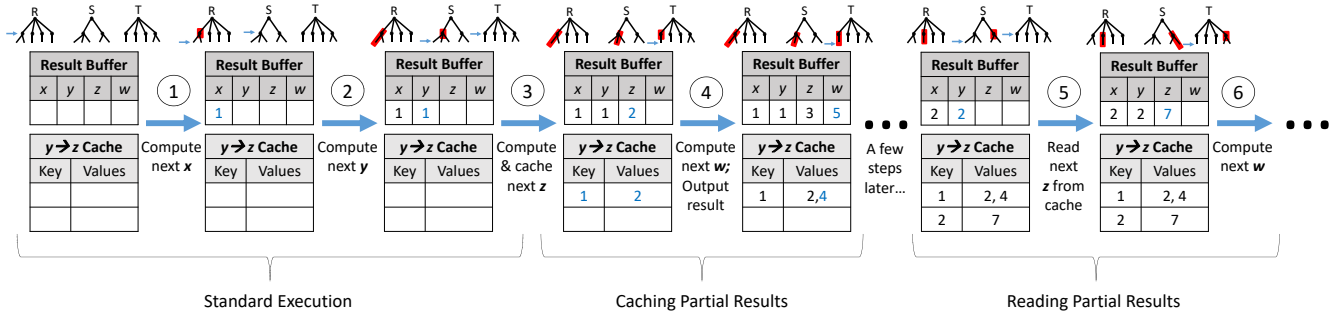 R S T
R S T
R S T
R S T
R S T
R S T
R S T
Result Buffer
x y z w
1
Compute
next x
Result Buffer
x y z w
1
2
Compute
next y
Result Buffer
x y z w
1 1
3
Compute
& cache
next z
Result Buffer
x y z w
1 1 2
4
Compute
next w;
Output
result
Result Buffer
x y z w
1 1 3 5
...
A few
steps
later...
Result Buffer
x y z w
2 2
5
Read
next
z from
cache
Result Buffer
x y z w
2 2 7
6
Compute
next w
...
y→z Cache
Key Values
y→z Cache
Key Values
y→z Cache
Key Values
y→z Cache
Key Values
1 2
y→z Cache
Key Values
1 2,4
y→z Cache
Key Values
1 2, 4
2 7
y→z Cache
Key Values
1 2, 4
2 7
Standard Execution
Caching Partial Results
Reading Partial Results